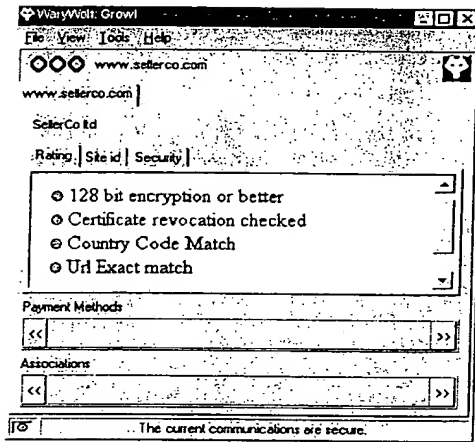 WaryWolf: Growl
File View Tools Help
www.sellerco.com
www.sellerco.com
SellerCo ltd
Rating Site id Security
128 bit encryption or better
Certificate revocation checked
Country Code Match
Url Exact match
Payment Methods
<< >>
Associations
<< >>
The current communications are secure.